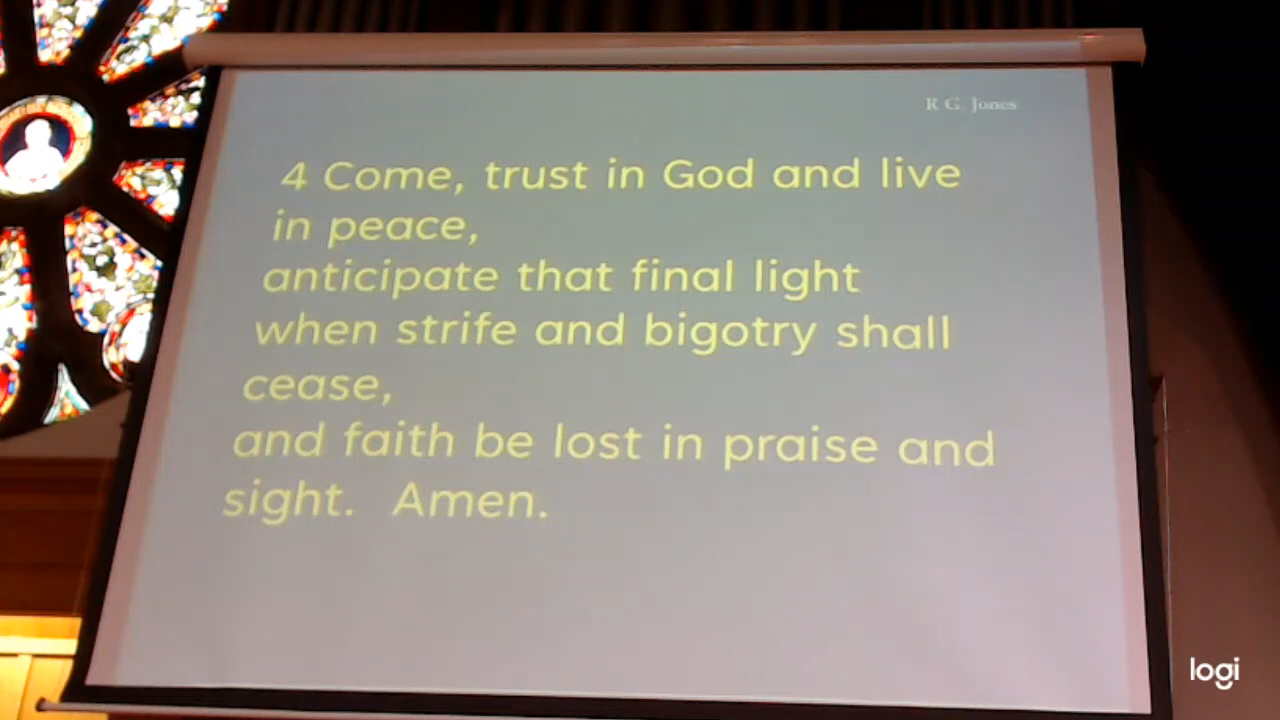 R G. Jones
4 Come, trust in God and live
in peace,
anticipate that final light
when strife and bigotry shall
cease,
and faith be lost in praise and
sight. Amen.
logi